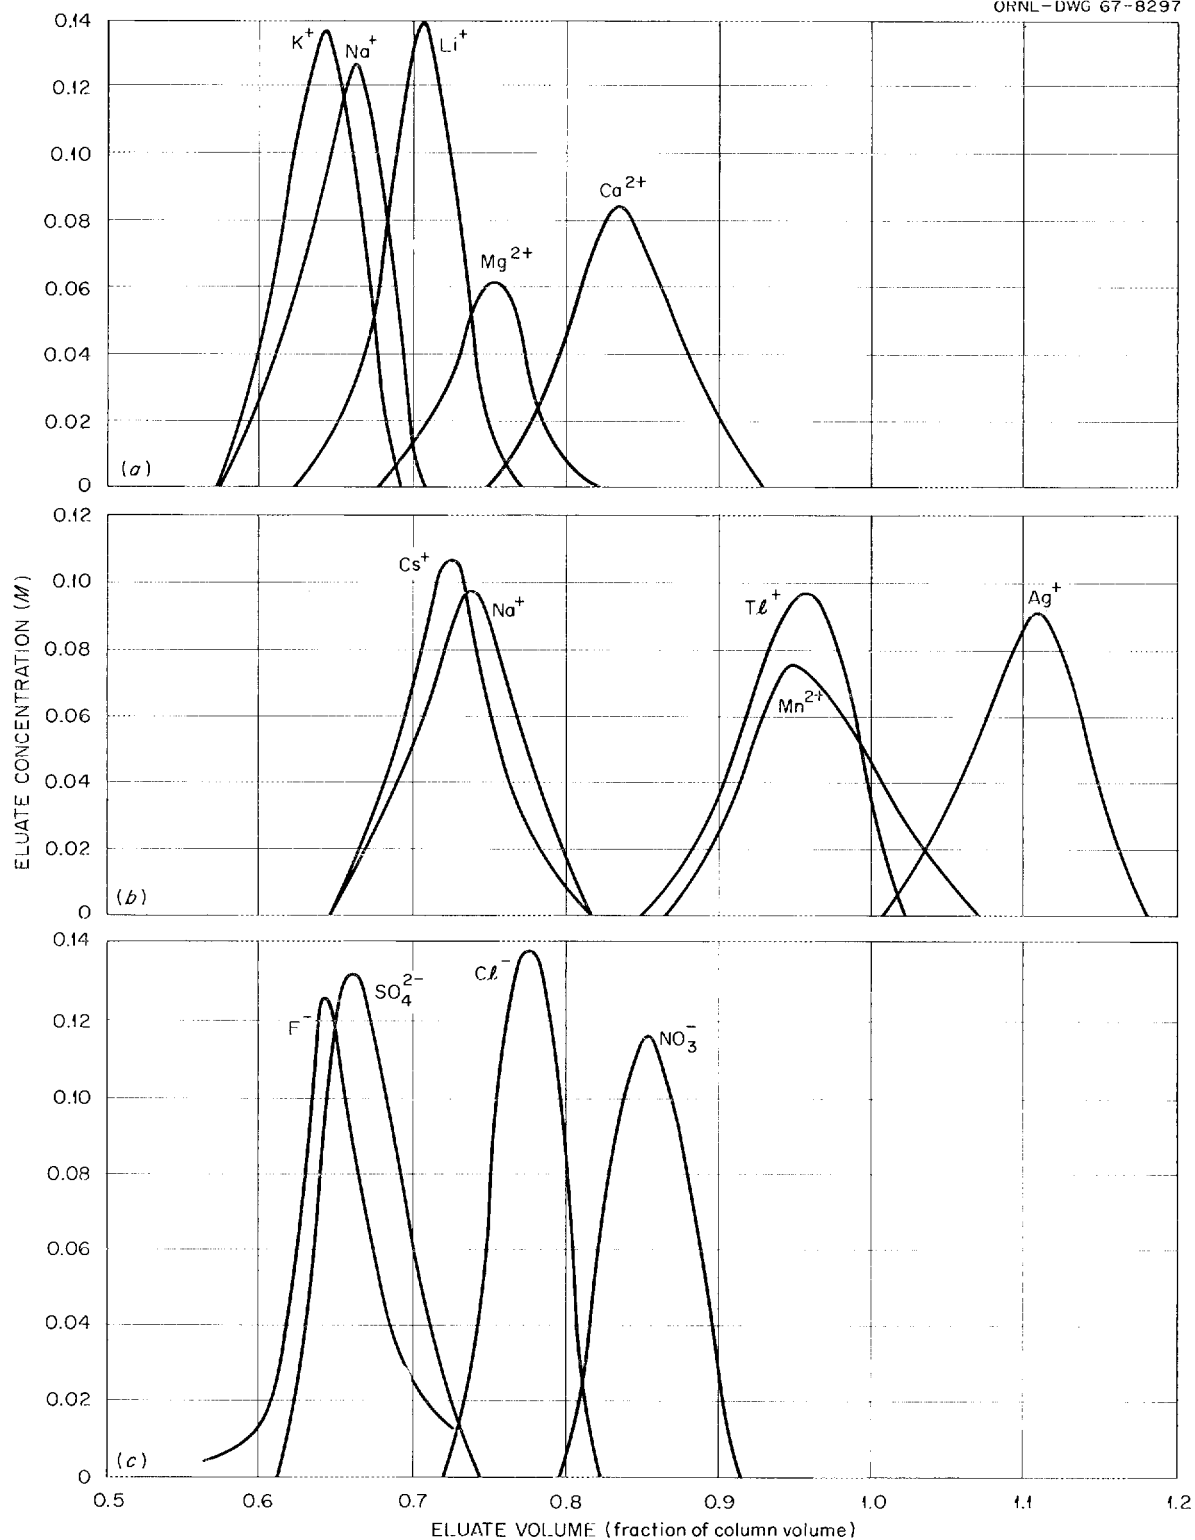 ORNL-DWG 67-8297
0.14
K+
Na+
Li+
0.12
0.10
Ca2+
0.08
Mg2+
0.06
0.04
0.02
(a)
0
0.12
Cs+
0.10
Na+
Tℓ+
Ag+
0.08
Mn2+
0.06
0.04
0.02
(b)
0
ELUATE CONCENTRATION (M)
0.14
Cℓ−
SO4 2−
F−
0.12
NO3−
0.10
0.08
0.06
0.04
0.02
(c)
0
0.5 0.6 0.7 0.8 0.9 1.0 1.1 1.2
ELUATE VOLUME (fraction of column volume)